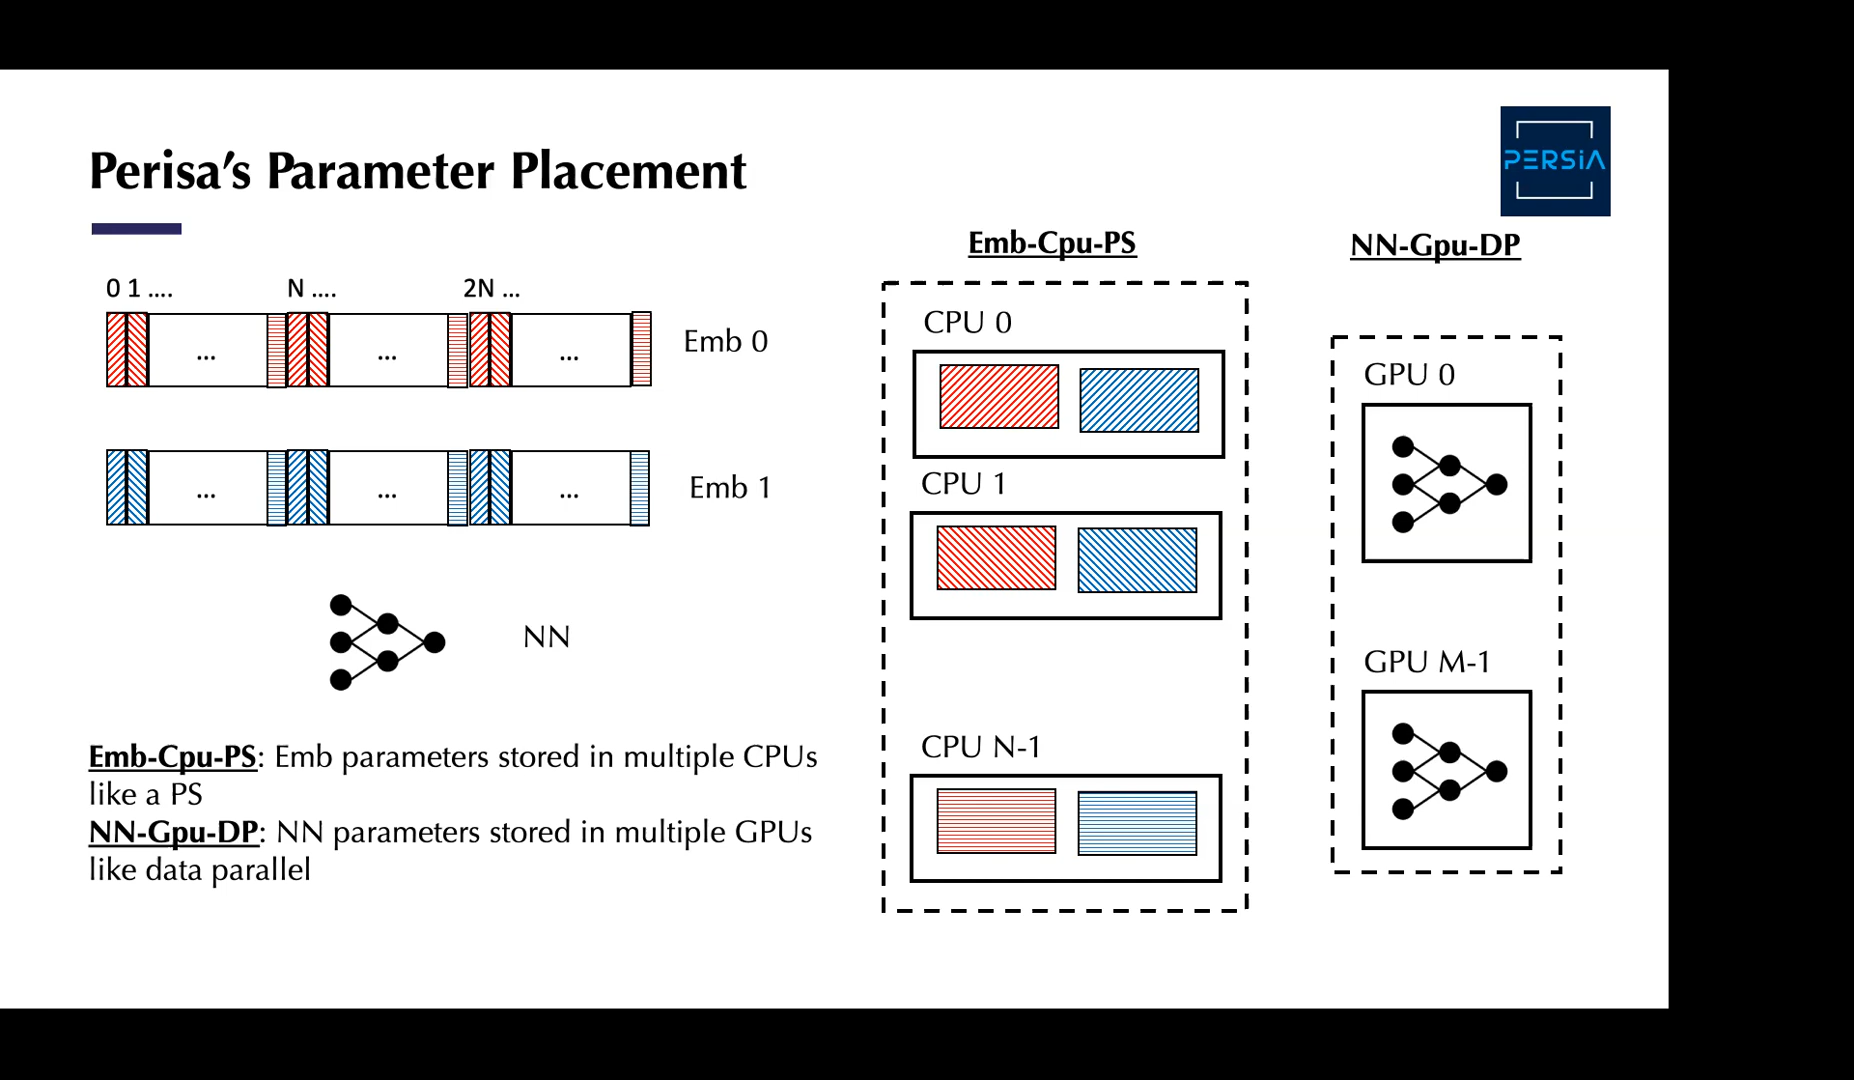 Perisa's Parameter Placement
PERSiA
0 1 ....
N ....
2N ...
...
...
...
Emb 0
...
...
...
Emb 1
NN
Emb-Cpu-PS: Emb parameters stored in multiple CPUs
like a PS
NN-Gpu-DP: NN parameters stored in multiple GPUs
like data parallel
Emb-Cpu-PS
CPU 0
CPU 1
CPU N-1
NN-Gpu-DP
GPU 0
GPU M-1